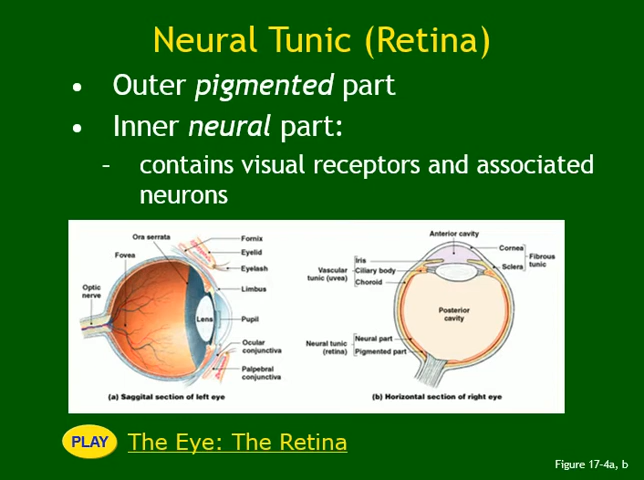 Neural Tunic (Retina)
• Outer pigmented part
• Inner neural part:
– contains visual receptors and associated
neurons
Ora serrata
Fornix
Fovea
Eyelid
Eyelash
Optic
nerve
Limbus
Lens
Pupil
Ocular
conjunctiva
Palpebral
conjunctiva
(a) Saggital section of left eye
Anterior cavity
Cornea
Fibrous
tunic
Sclera
Iris
Vascular
tunic (uvea)
Ciliary body
Choroid
Posterior
cavity
Neural tunic
(retina)
Neural part
Pigmented part
(b) Horizontal section of right eye
PLAY The Eye: The Retina
Figure 17-4a, b